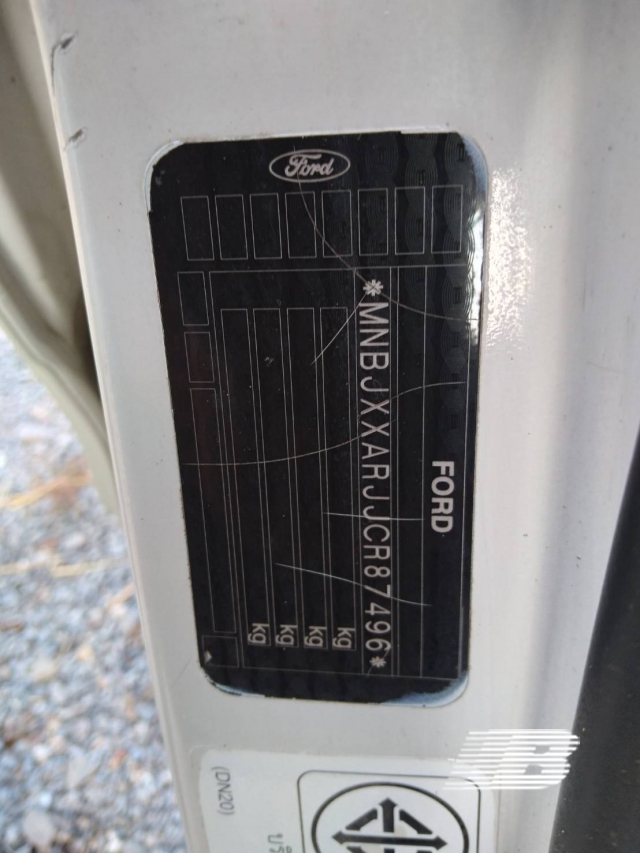 Ford
FORD
*MNBJXXARJJCR87496*
kg
kg
kg
kg
(DN20)